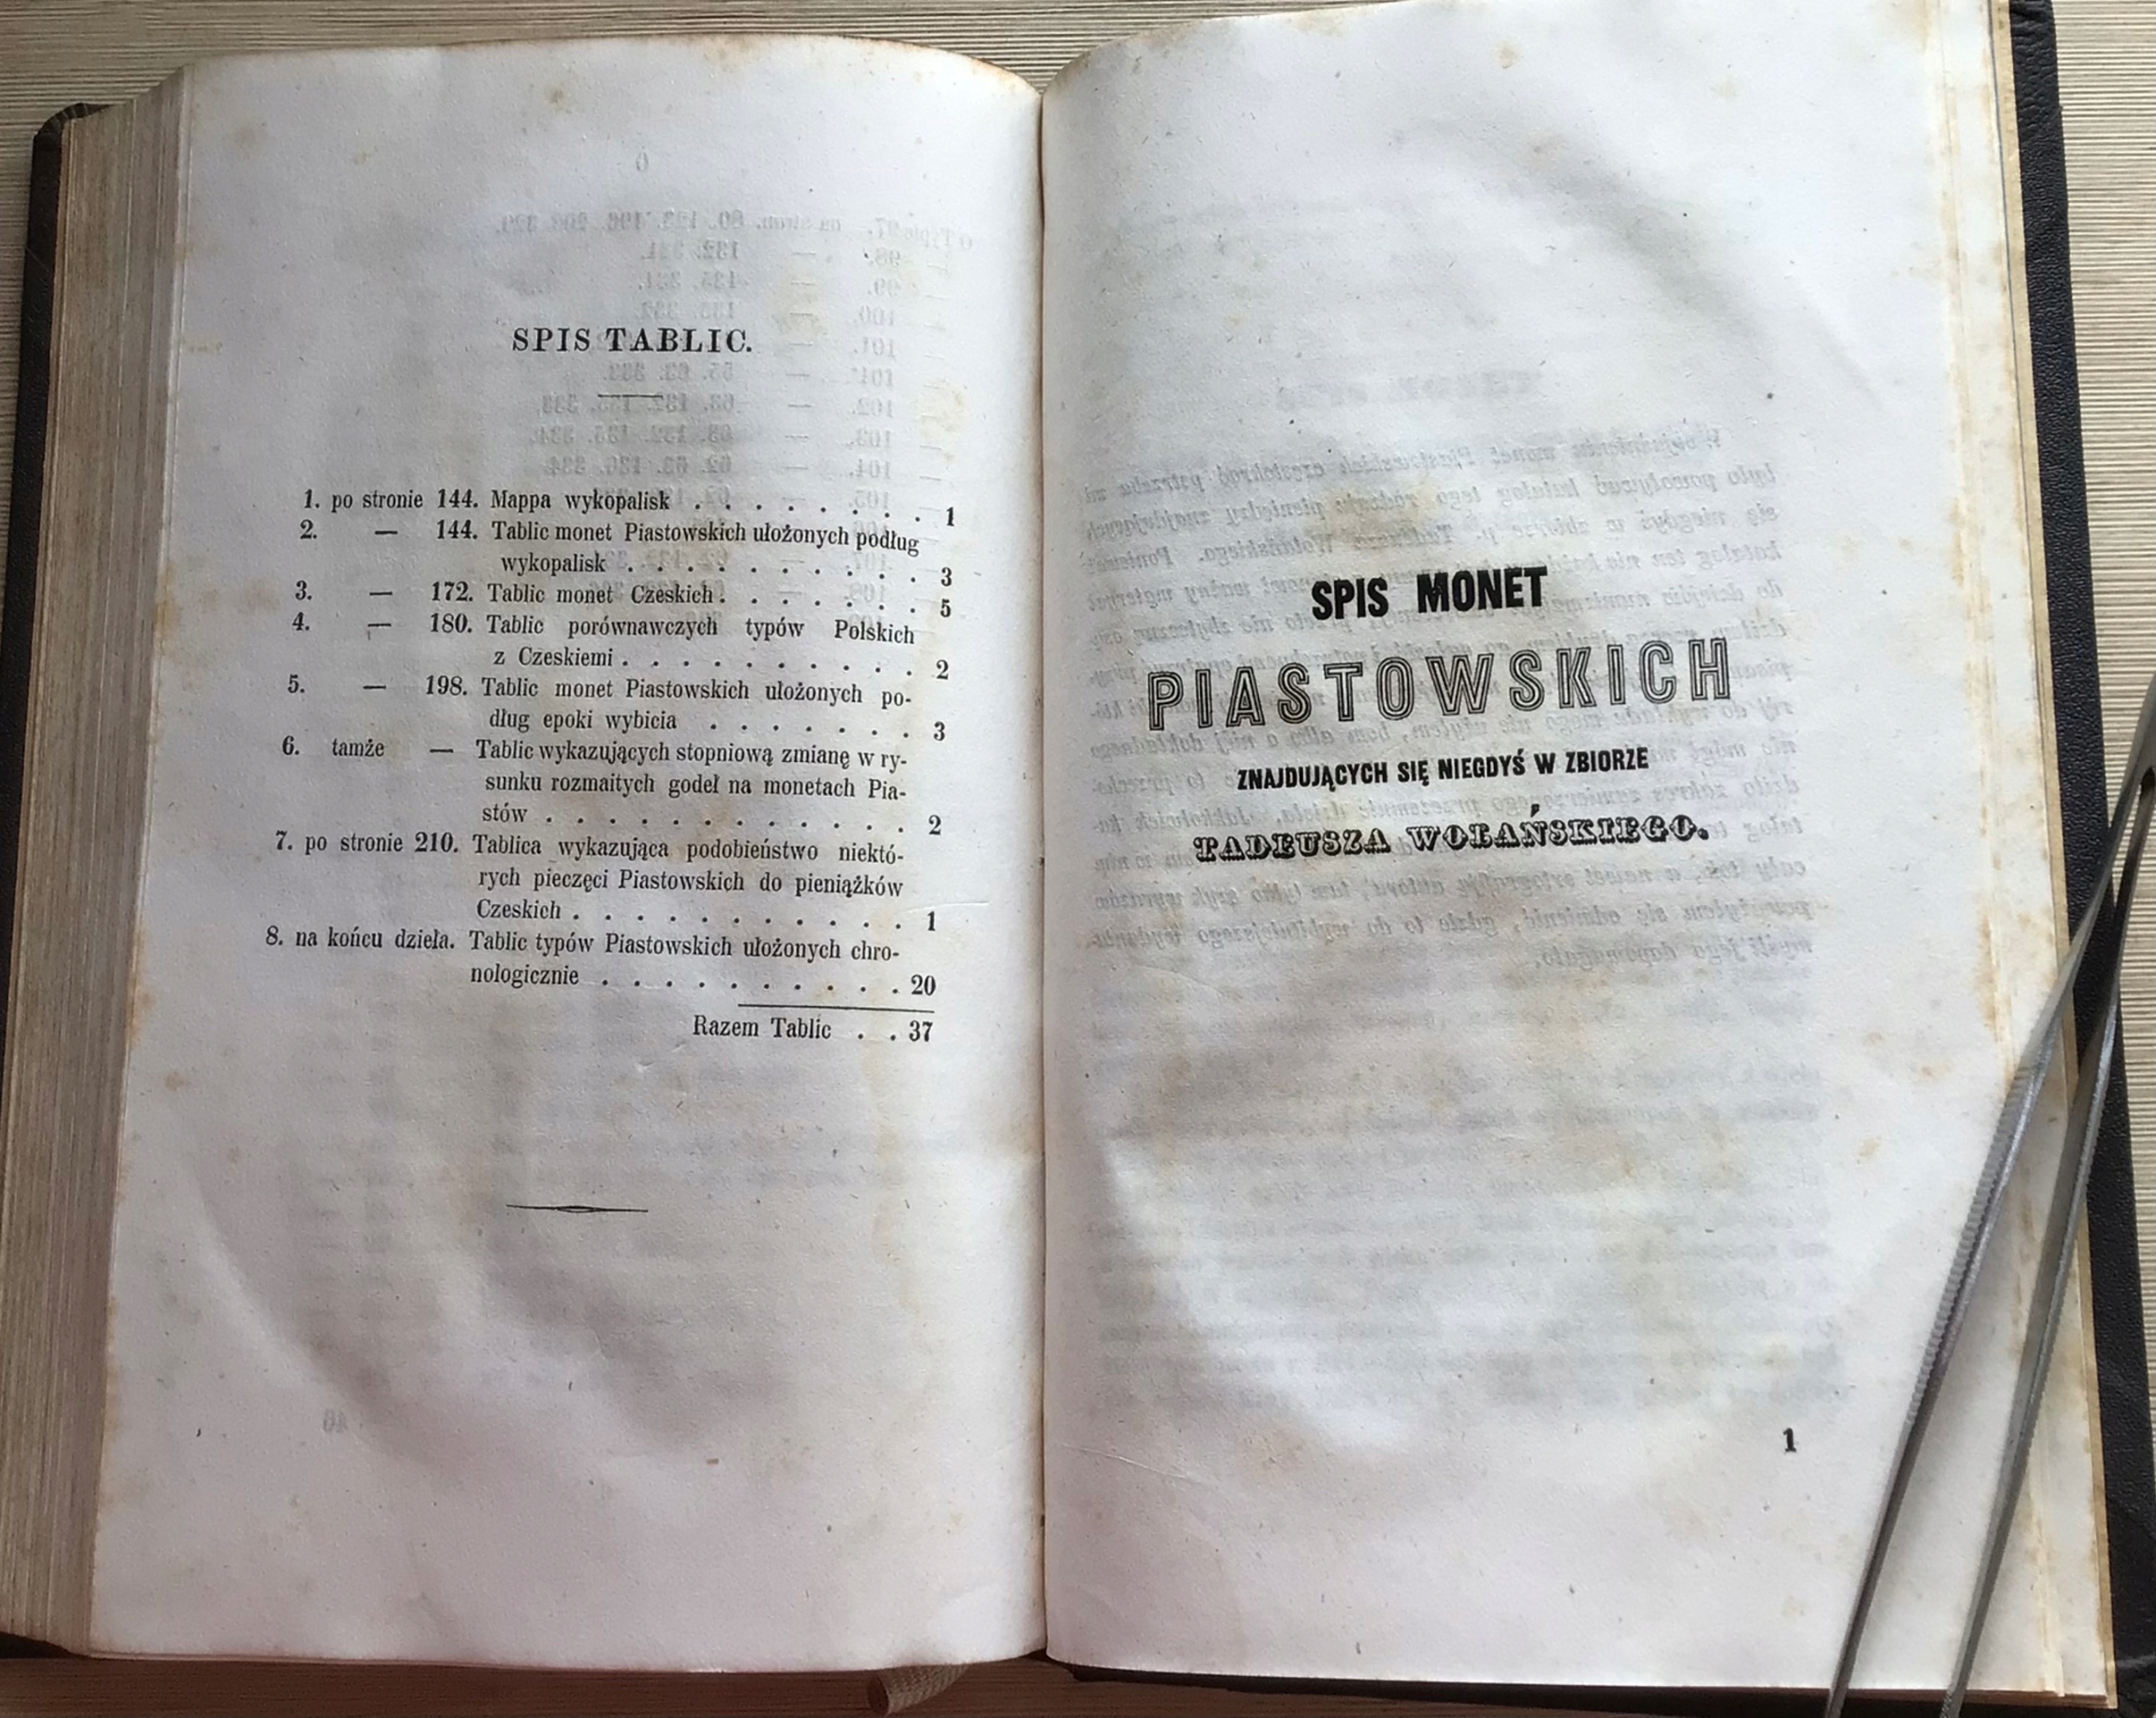 SPIS TABLIC.
1. po stronie 144. Mappa wykopalisk . . . . . . . . 1
2. — 144. Tablic monet Piastowskich ułożonych podług
wykopalisk . . . . . . . . . . 3
3. — 172. Tablic monet Czeskich . . . . . . . 5
4. — 180. Tablic porównawczych typów Polskich
z Czeskiemi . . . . . . . . . . 2
5. — 198. Tablic monet Piastowskich ułożonych po-
dług epoki wybicia . . . . . . . 3
6. tamże — Tablic wykazujących stopniową zmianę w ry-
sunku rozmaitych godeł na monetach Pia-
stów . . . . . . . . . . . . . 2
7. po stronie 210. Tablica wykazująca podobieństwo niektó-
rych pieczęci Piastowskich do pieniążków
Czeskich . . . . . . . . . . . 1
8. na końcu dzieła. Tablic typów Piastowskich ułożonych chro-
nologicznie . . . . . . . . . . 20
Razem Tablic . . 37
SPIS MONET
PIASTOWSKICH
ZNAJDUJĄCYCH SIĘ NIEGDYŚ W ZBIORZE
TADEUSZA WOLAŃSKIEGO.
1